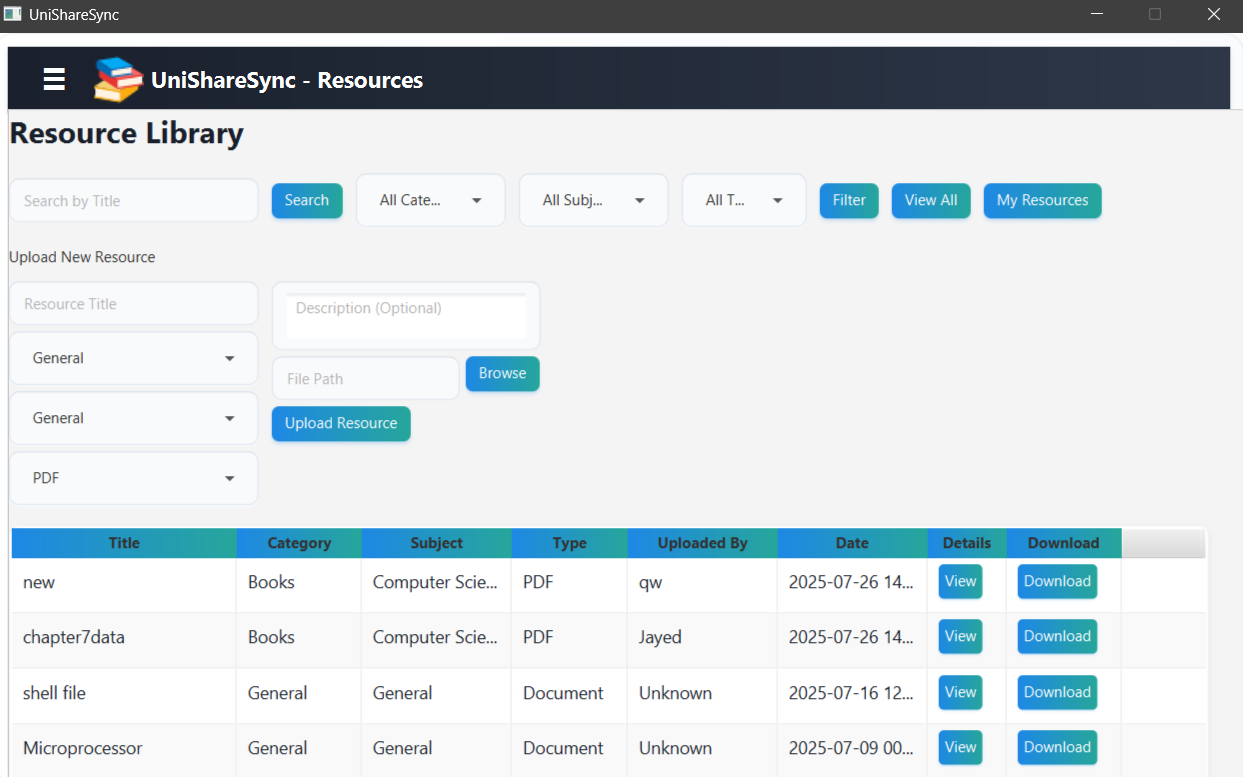 UniShareSync
UniShareSync - Resources
Resource Library
Search by Title Search All Cate... All Subj... All T... Filter View All My Resources
Upload New Resource
Resource Title Description (Optional)
General
File Path Browse
General Upload Resource
PDF
Title Category Subject Type Uploaded By Date Details Download
new Books Computer Scie... PDF qw 2025-07-26 14... View Download
chapter7data Books Computer Scie... PDF Jayed 2025-07-26 14... View Download
shell file General General Document Unknown 2025-07-16 12... View Download
Microprocessor General General Document Unknown 2025-07-09 00... View Download